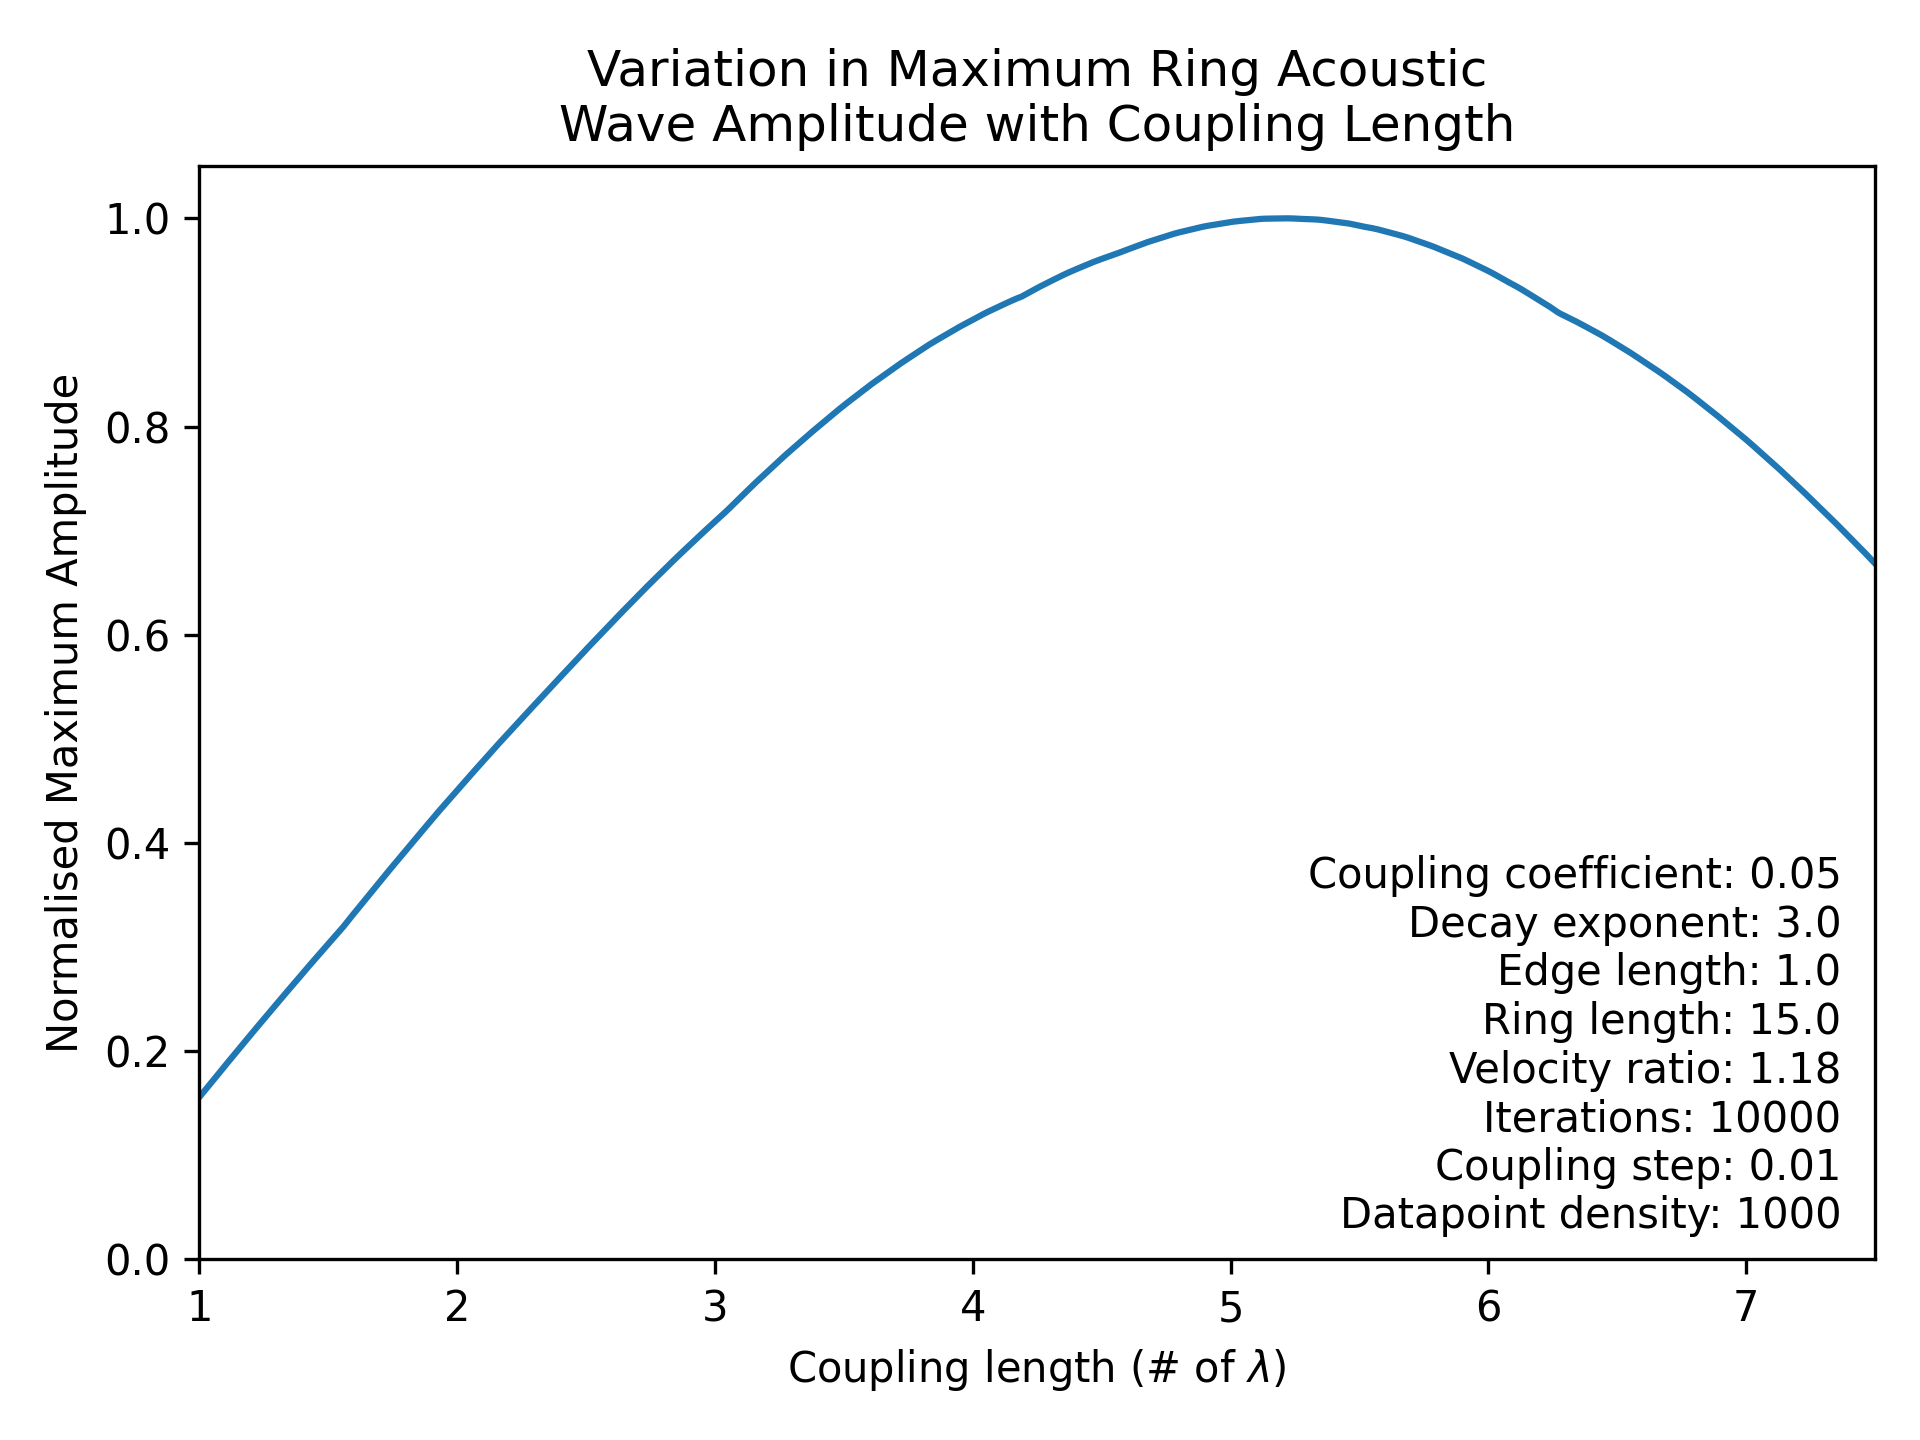 Variation in Maximum Ring Acoustic
Wave Amplitude with Coupling Length
Normalised Maximum Amplitude
1.0
0.8
0.6
0.4
0.2
0.0
Coupling coefficient: 0.05
Decay exponent: 3.0
Edge length: 1.0
Ring length: 15.0
Velocity ratio: 1.18
Iterations: 10000
Coupling step: 0.01
Datapoint density: 1000
1 2 3 4 5 6 7
Coupling length (# of λ)